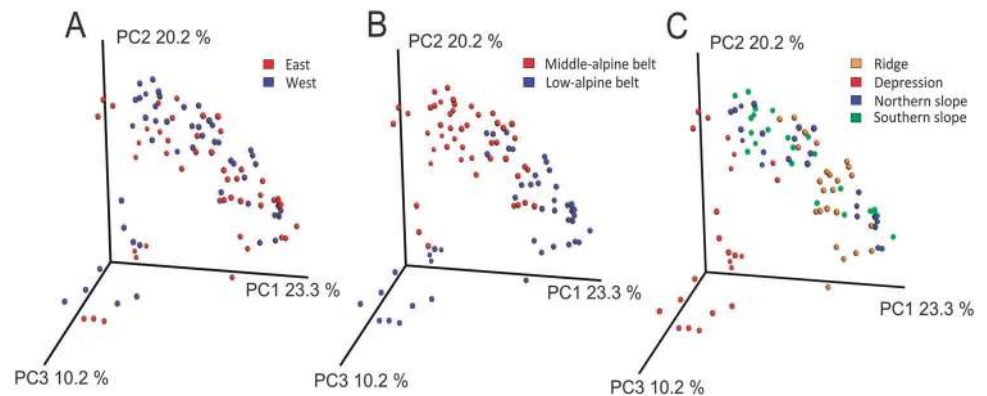 A
PC2 20.2 %
East
West
PC1 23.3 %
PC3 10.2 %
B
PC2 20.2 %
Middle-alpine belt
Low-alpine belt
PC1 23.3 %
PC3 10.2 %
C
PC2 20.2 %
Ridge
Depression
Northern slope
Southern slope
PC1 23.3 %
PC3 10.2 %